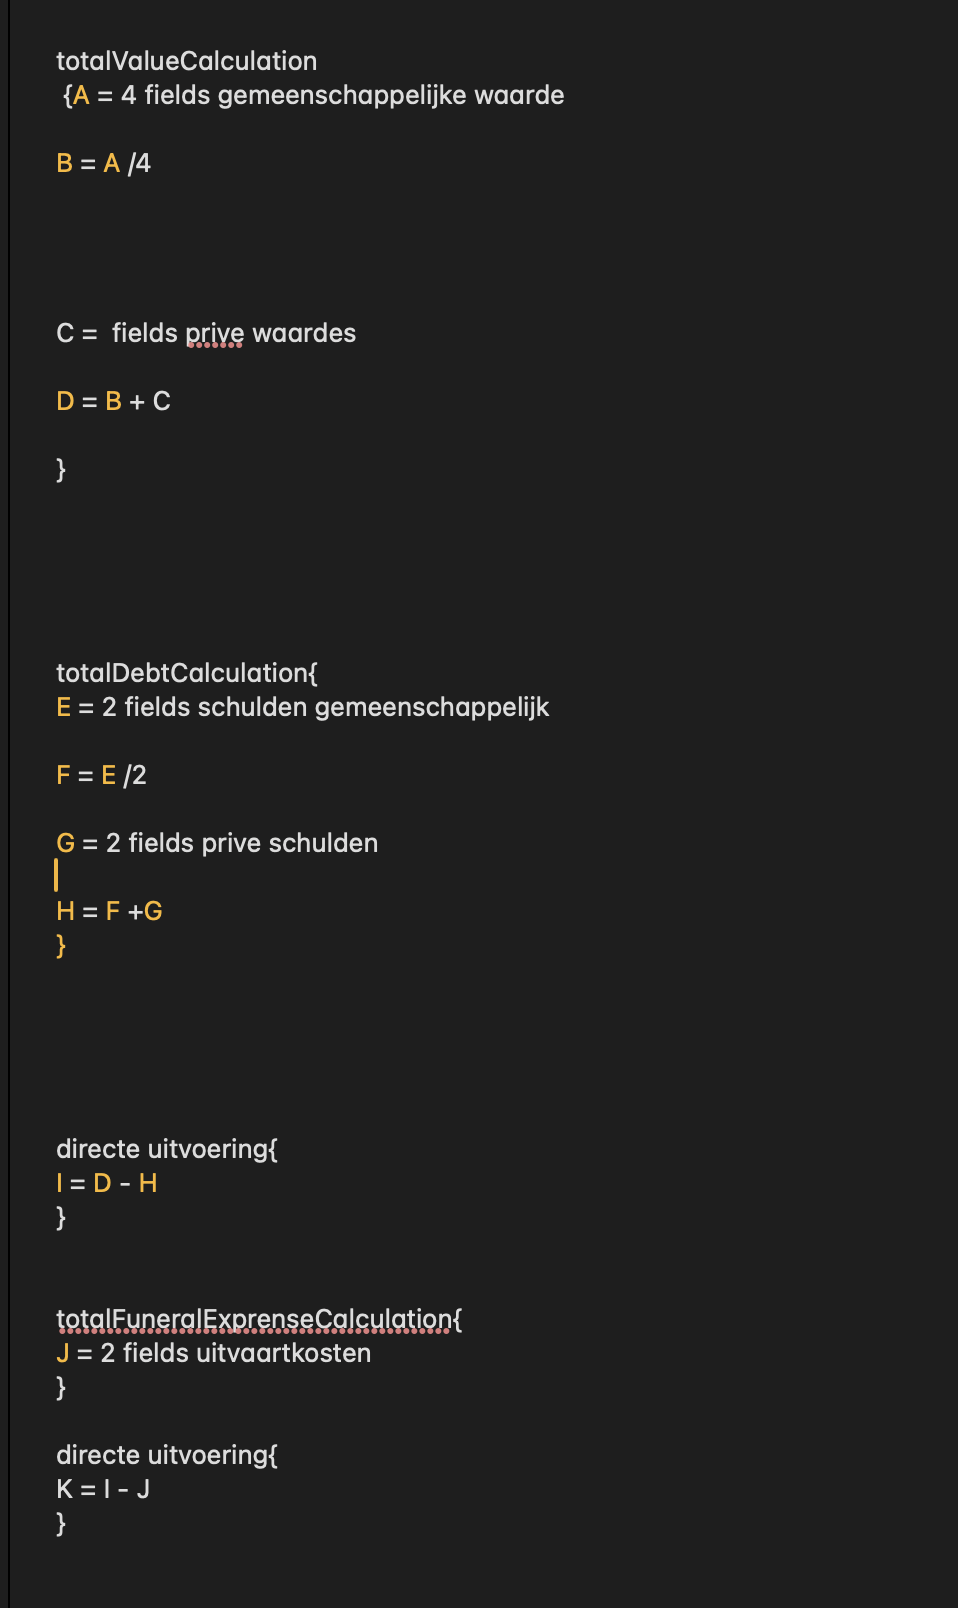 totalValueCalculation
{A = 4 fields gemeenschappelijke waarde
B = A /4
C =  fields prive waardes
D = B + C
}
totalDebtCalculation{
E = 2 fields schulden gemeenschappelijk
F = E /2
G = 2 fields prive schulden
H = F +G
}
directe uitvoering{
I = D - H
}
totalFuneralExprenseCalculation{
J = 2 fields uitvaartkosten
}
directe uitvoering{
K = I - J
}